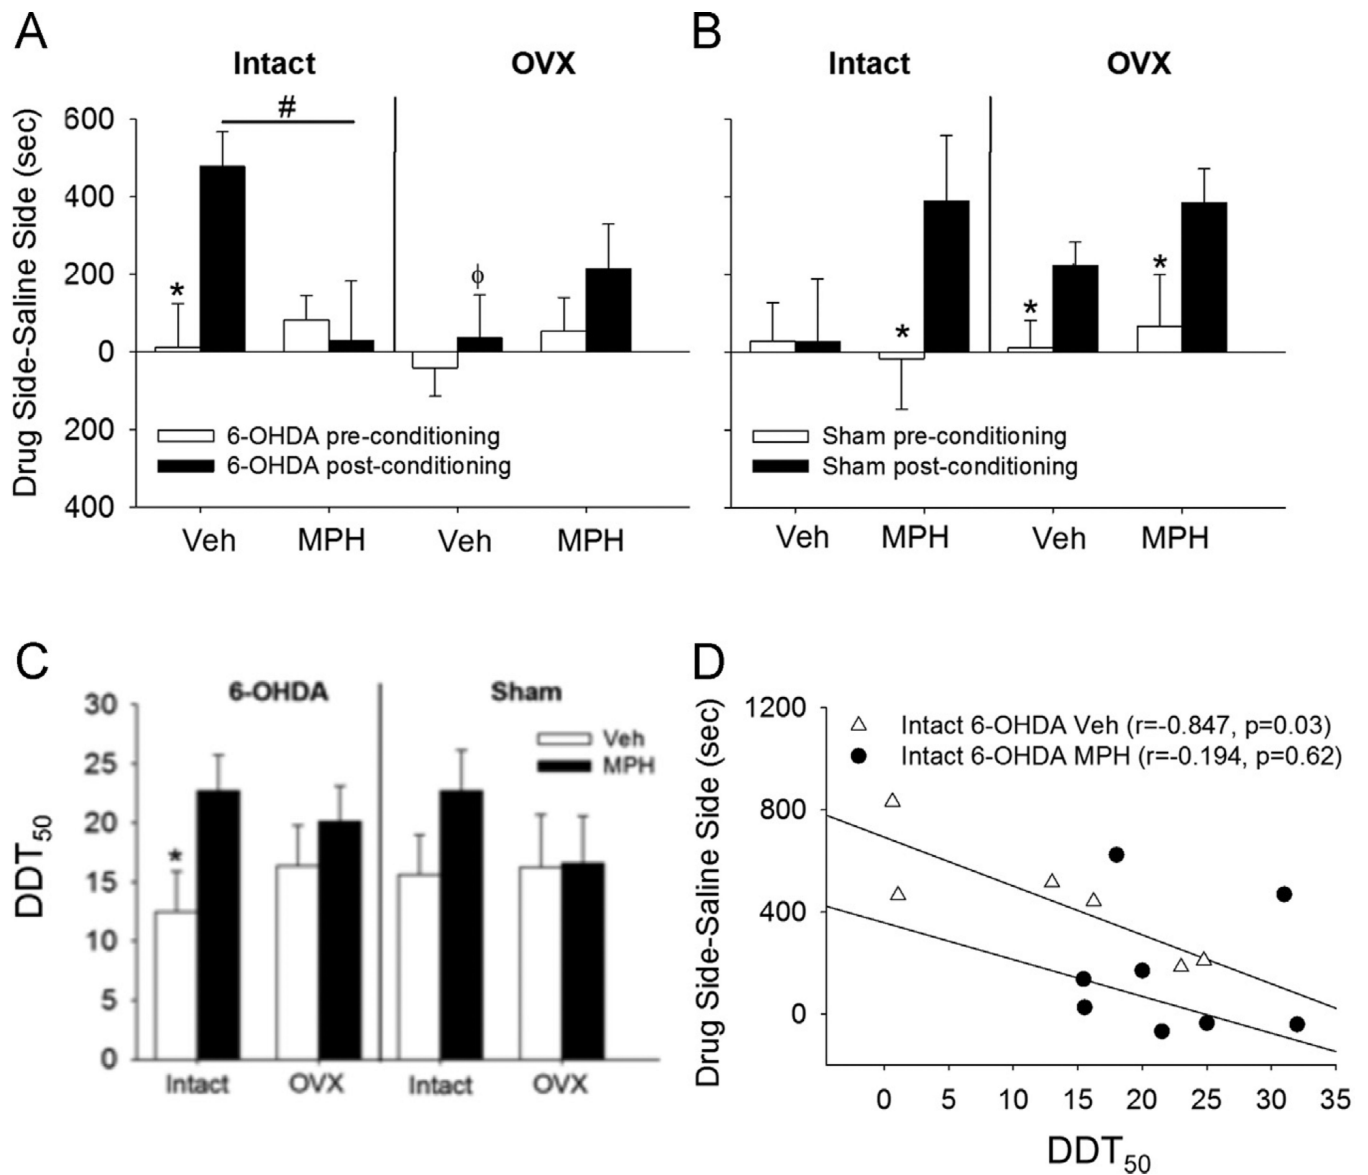 A
Intact OVX
#
Drug Side-Saline Side (sec)
600
400
200
0
200
400
*
ϕ
6-OHDA pre-conditioning
6-OHDA post-conditioning
Veh MPH Veh MPH
B
Intact OVX
*
*
*
Sham pre-conditioning
Sham post-conditioning
Veh MPH Veh MPH
C
6-OHDA Sham
DDT50
30
25
20
15
10
5
0
Veh
MPH
*
Intact OVX Intact OVX
D
Drug Side-Saline Side (sec)
1200
800
400
0
Intact 6-OHDA Veh (r=-0.847, p=0.03)
Intact 6-OHDA MPH (r=-0.194, p=0.62)
0 5 10 15 20 25 30 35
DDT50